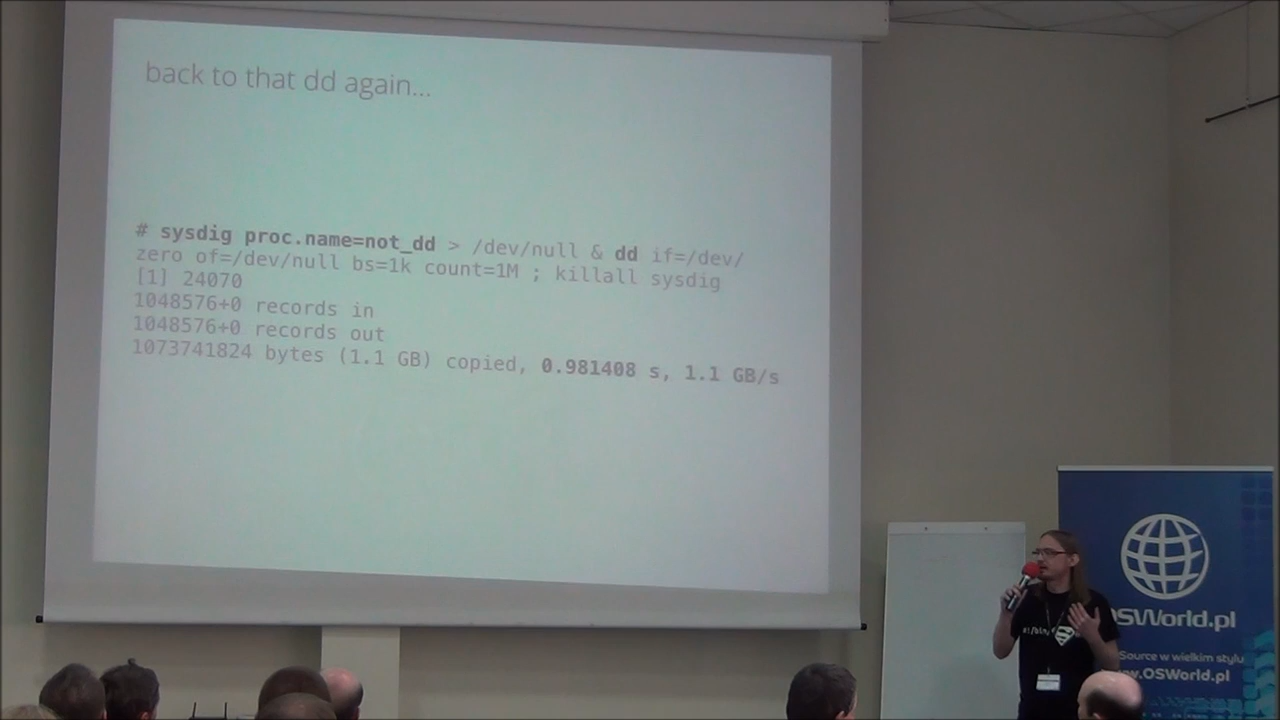 back to that dd again...
# sysdig proc.name=not_dd > /dev/null & dd if=/dev/
zero of=/dev/null bs=1k count=1M ; killall sysdig
[1] 24070
1048576+0 records in
1048576+0 records out
1073741824 bytes (1.1 GB) copied, 0.981408 s, 1.1 GB/s
OSWorld.pl
Source w wielkim stylu
.OSWorld.pl